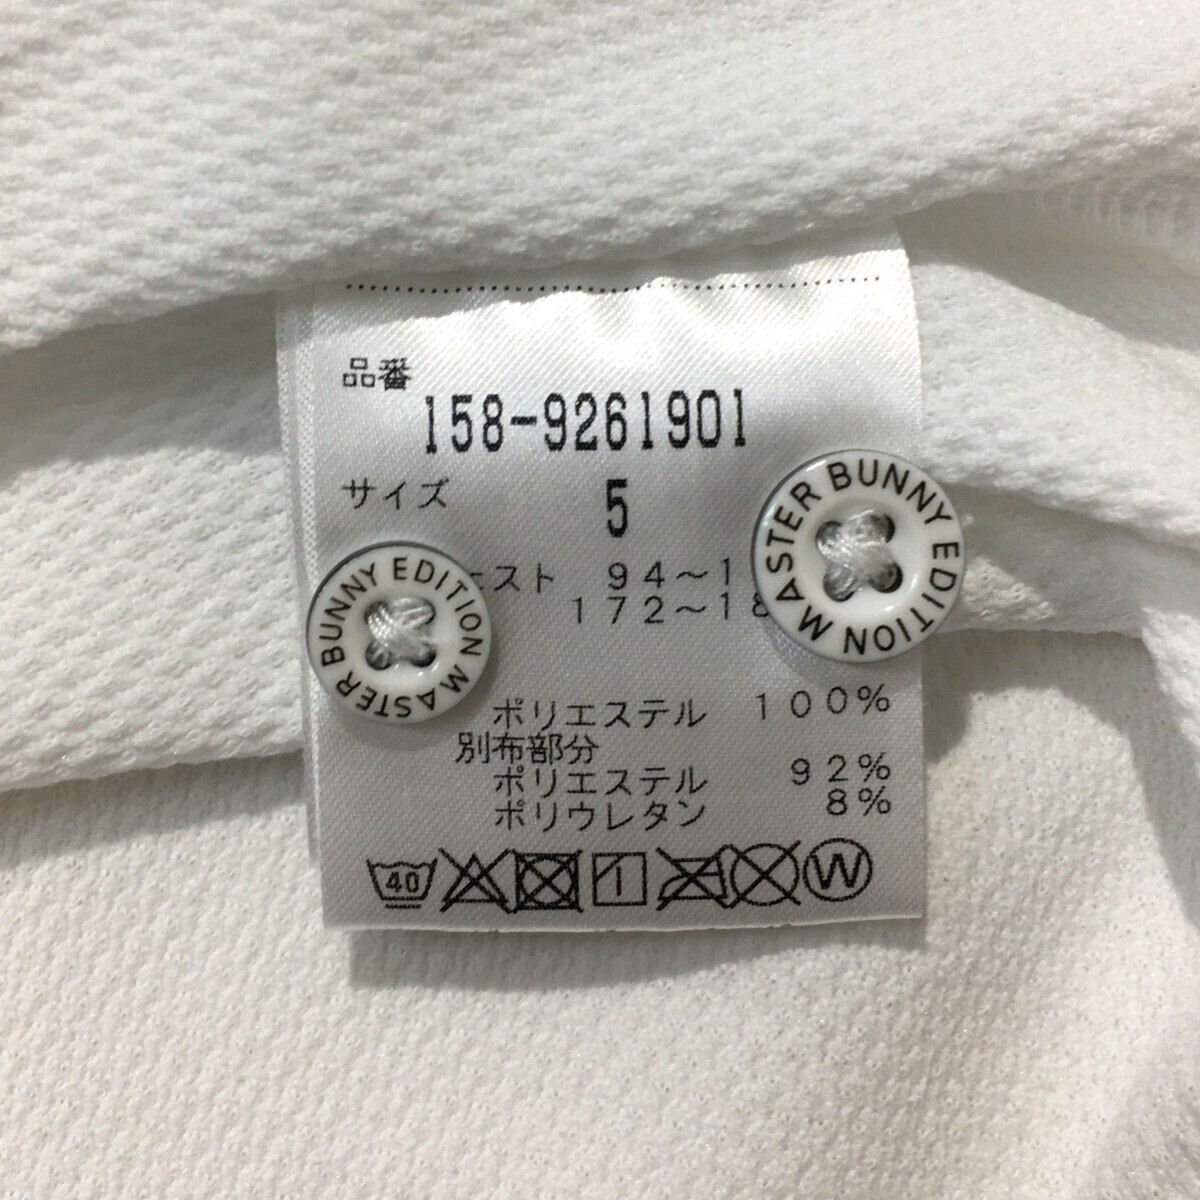 品番
158-9261901
サイズ 5
ェスト 94～1
172～18
ポリエステル 100%
別布部分
ポリエステル 92%
ポリウレタン 8%
40
W
MASTER BUNNY EDITION
MASTER BUNNY EDITION